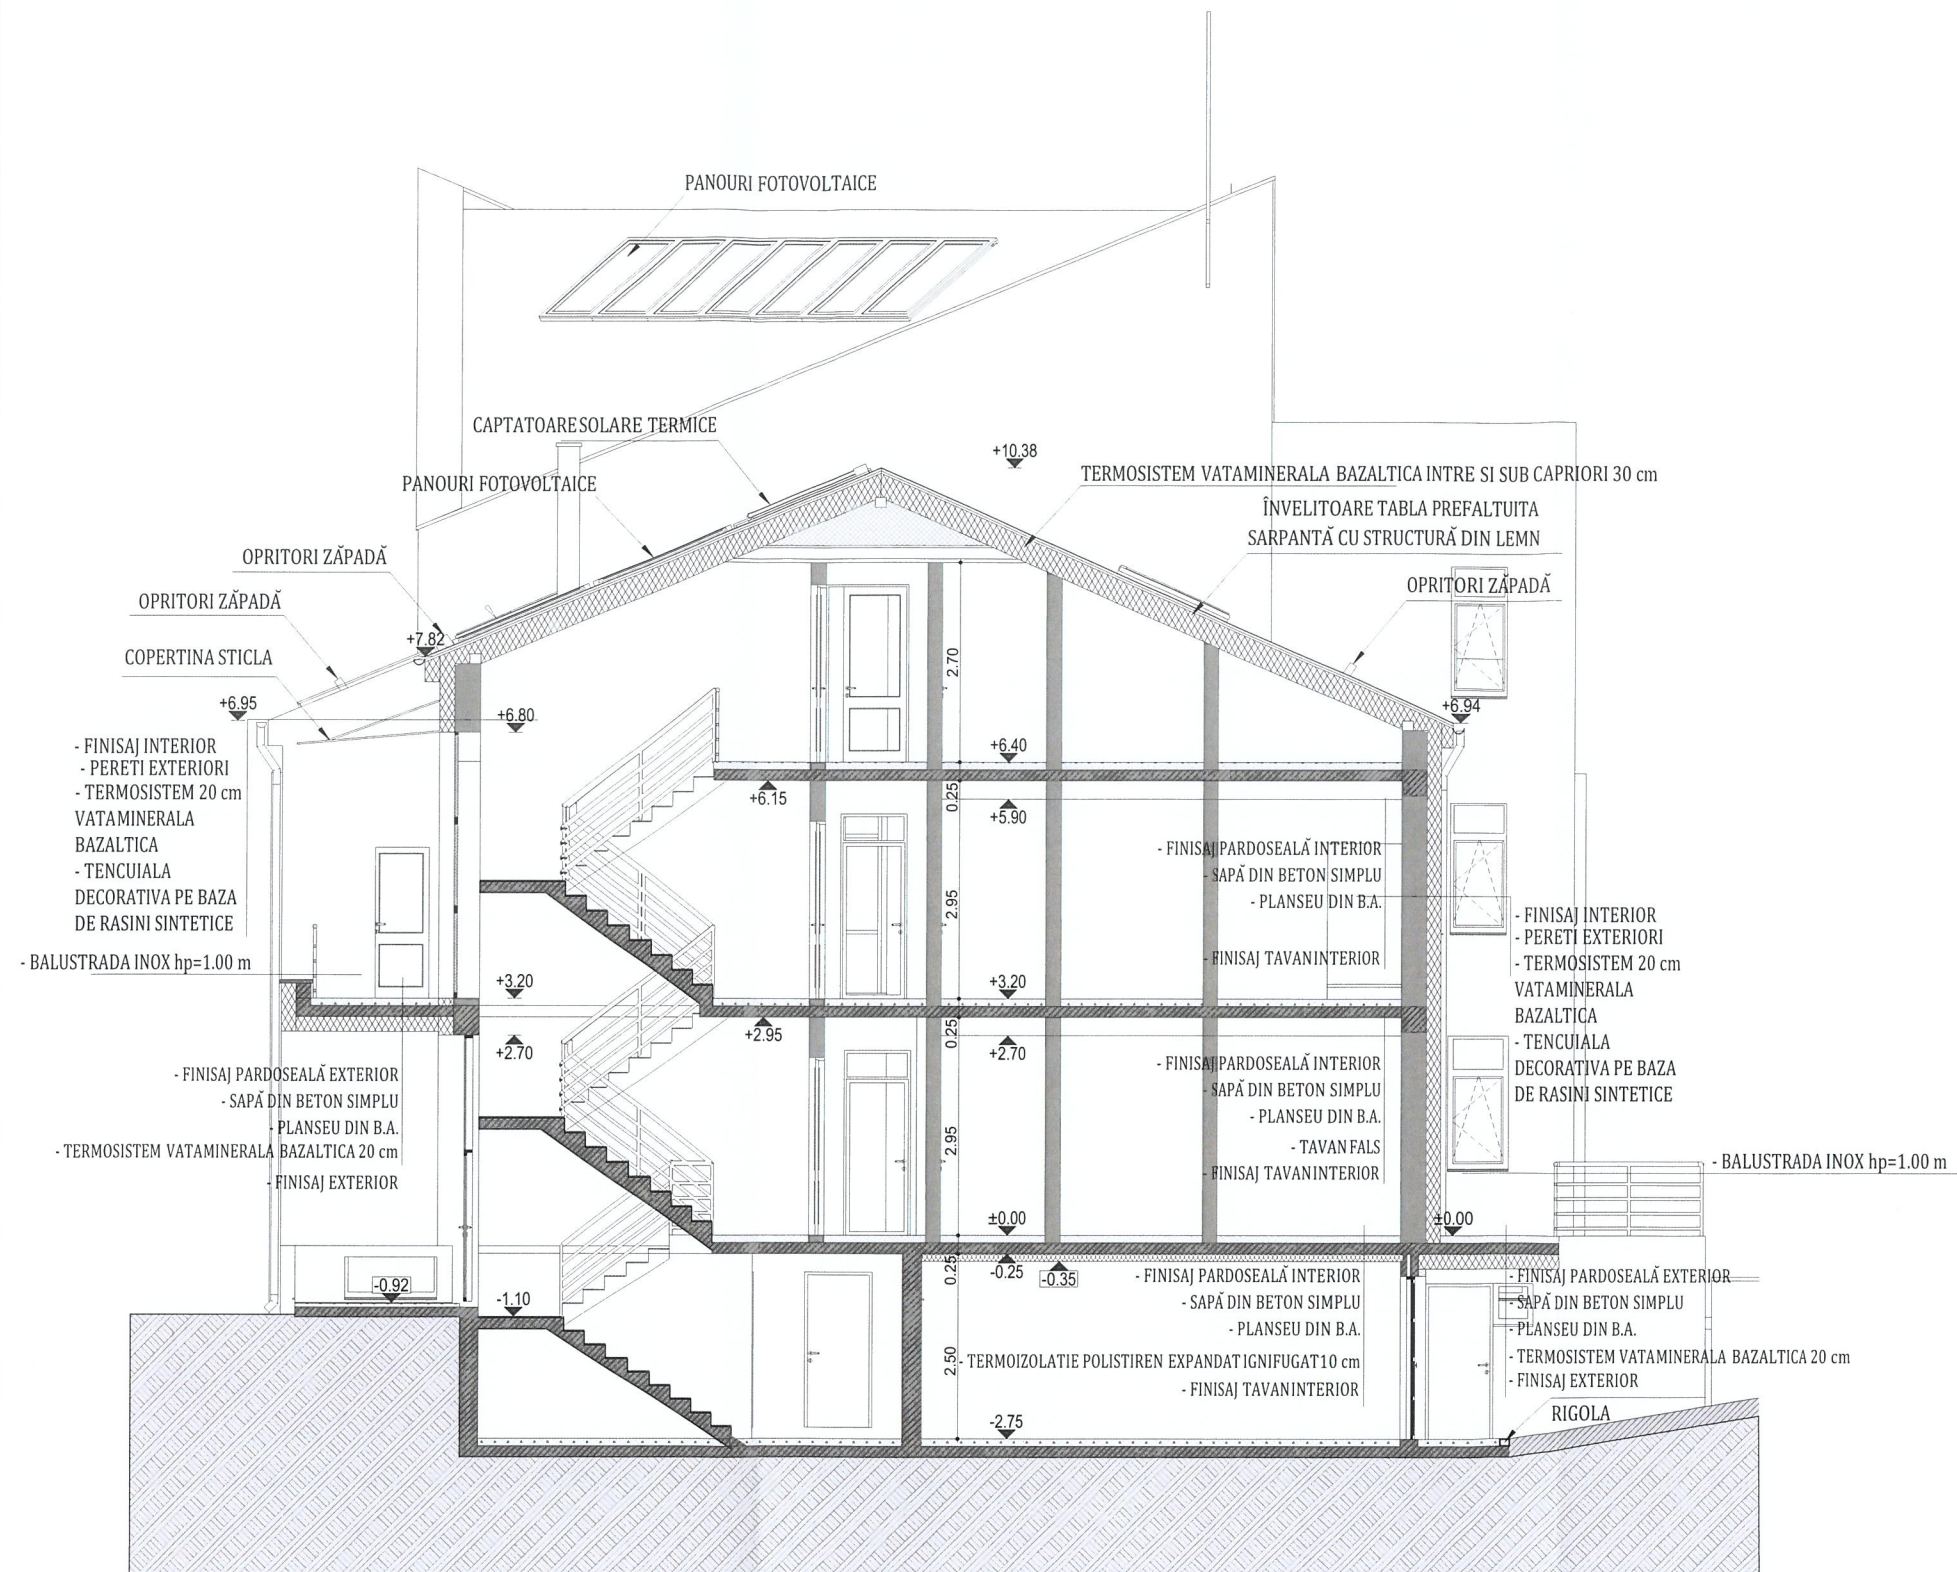 PANOURI FOTOVOLTAICE
CAPTATOARE SOLARE TERMICE
+10.38
TERMOSISTEM VATAMINERALA BAZALTICA INTRE SI SUB CAPRIORI 30 cm
PANOURI FOTOVOLTAICE
ÎNVELITOARE TABLA PREFALTUITA
SARPANTĂ CU STRUCTURĂ DIN LEMN
OPRITORI ZĂPADĂ
OPRITORI ZĂPADĂ
OPRITORI ZĂPADĂ
+7.82
COPERTINA STICLA
2.70
+6.95
+6.80
+6.94
- FINISAJ INTERIOR
- PERETI EXTERIORI
- TERMOSISTEM 20 cm
VATAMINERALA
BAZALTICA
- TENCUIALA
DECORATIVA PE BAZA
DE RASINI SINTETICE
+6.40
+6.15
0.25
+5.90
- FINISAJ PARDOSEALĂ INTERIOR
- SAPĂ DIN BETON SIMPLU
- PLANSEU DIN B.A.
- FINISAJ TAVAN INTERIOR
2.95
- FINISAJ INTERIOR
- PERETI EXTERIORI
- TERMOSISTEM 20 cm
VATAMINERALA
BAZALTICA
- TENCUIALA
DECORATIVA PE BAZA
DE RASINI SINTETICE
- BALUSTRADA INOX hp=1.00 m
+3.20
+3.20
+2.95
0.25
+2.70
+2.70
- FINISAJ PARDOSEALĂ EXTERIOR
- SAPĂ DIN BETON SIMPLU
- PLANSEU DIN B.A.
- TERMOSISTEM VATAMINERALA BAZALTICA 20 cm
- FINISAJ EXTERIOR
- FINISAJ PARDOSEALĂ INTERIOR
- SAPĂ DIN BETON SIMPLU
- PLANSEU DIN B.A.
- TAVAN FALS
- FINISAJ TAVAN INTERIOR
2.95
- BALUSTRADA INOX hp=1.00 m
±0.00
±0.00
-0.92
-1.10
0.25
-0.25
-0.35
- FINISAJ PARDOSEALĂ INTERIOR
- SAPĂ DIN BETON SIMPLU
- PLANSEU DIN B.A.
- TERMOIZOLATIE POLISTIREN EXPANDAT IGNIFUGAT 10 cm
- FINISAJ TAVAN INTERIOR
2.50
- FINISAJ PARDOSEALĂ EXTERIOR
- SAPĂ DIN BETON SIMPLU
- PLANSEU DIN B.A.
- TERMOSISTEM VATAMINERALA BAZALTICA 20 cm
- FINISAJ EXTERIOR
RIGOLA
-2.75